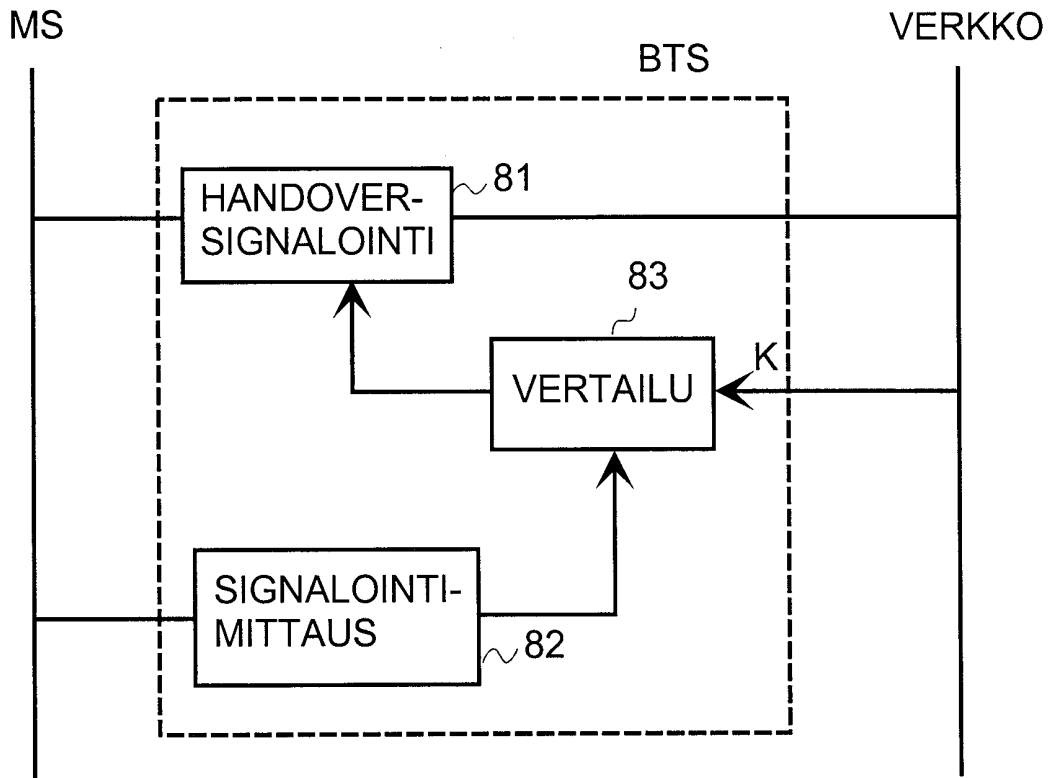 MS
VERKKO
BTS
HANDOVER-
SIGNALOINTI
81
83
VERTAILU
K
SIGNALOINTI-
MITTAUS
82